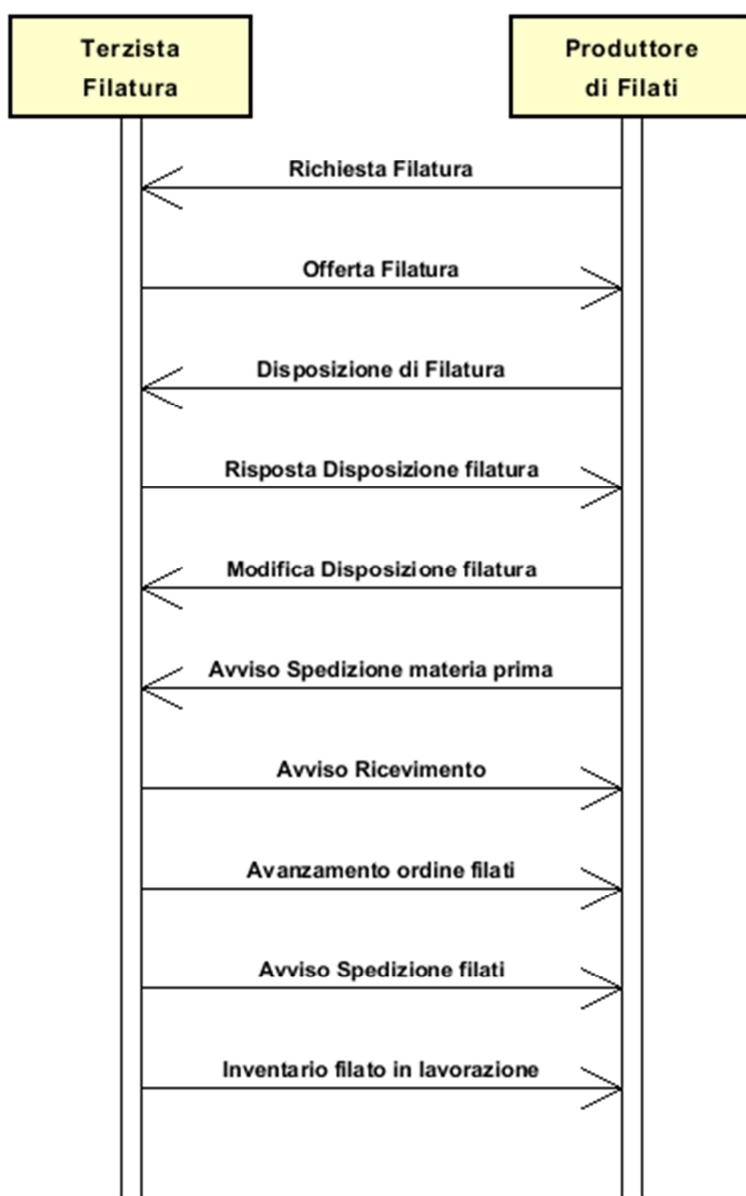 Terzista
Filatura
Produttore
di Filati
Richiesta Filatura
Offerta Filatura
Disposizione di Filatura
Risposta Disposizione filatura
Modifica Disposizione filatura
Avviso Spedizione materia prima
Avviso Ricevimento
Avanzamento ordine filati
Avviso Spedizione filati
Inventario filato in lavorazione